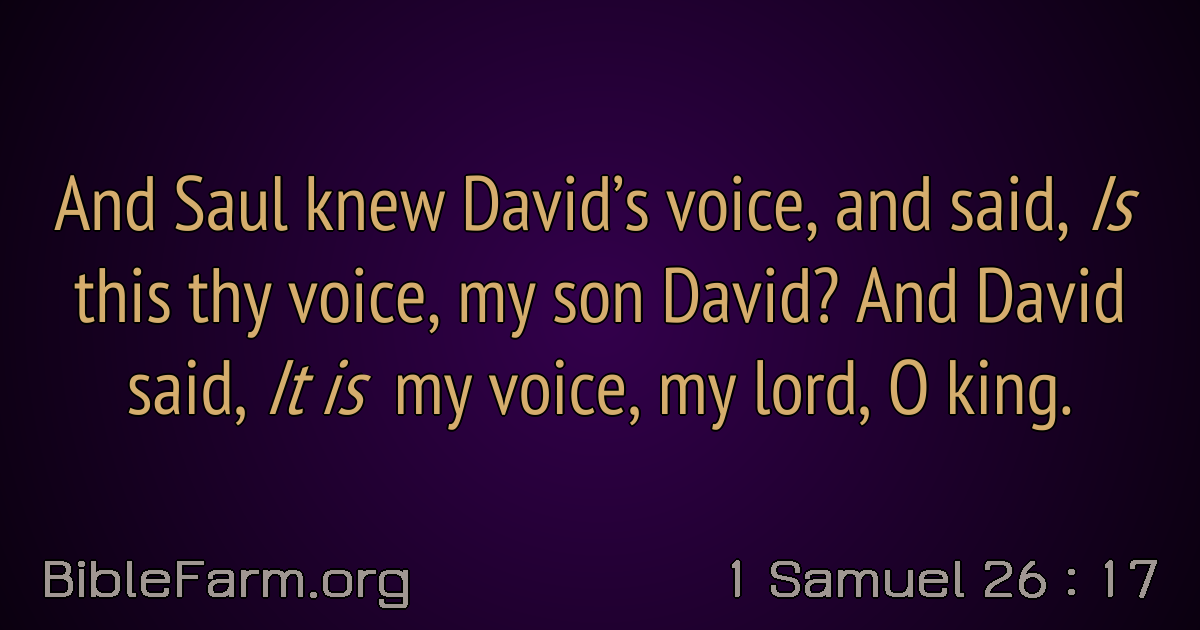 And Saul knew David’s voice, and said, Is
this thy voice, my son David? And David
said, It is my voice, my lord, O king.
BibleFarm.org
1 Samuel 26 : 17